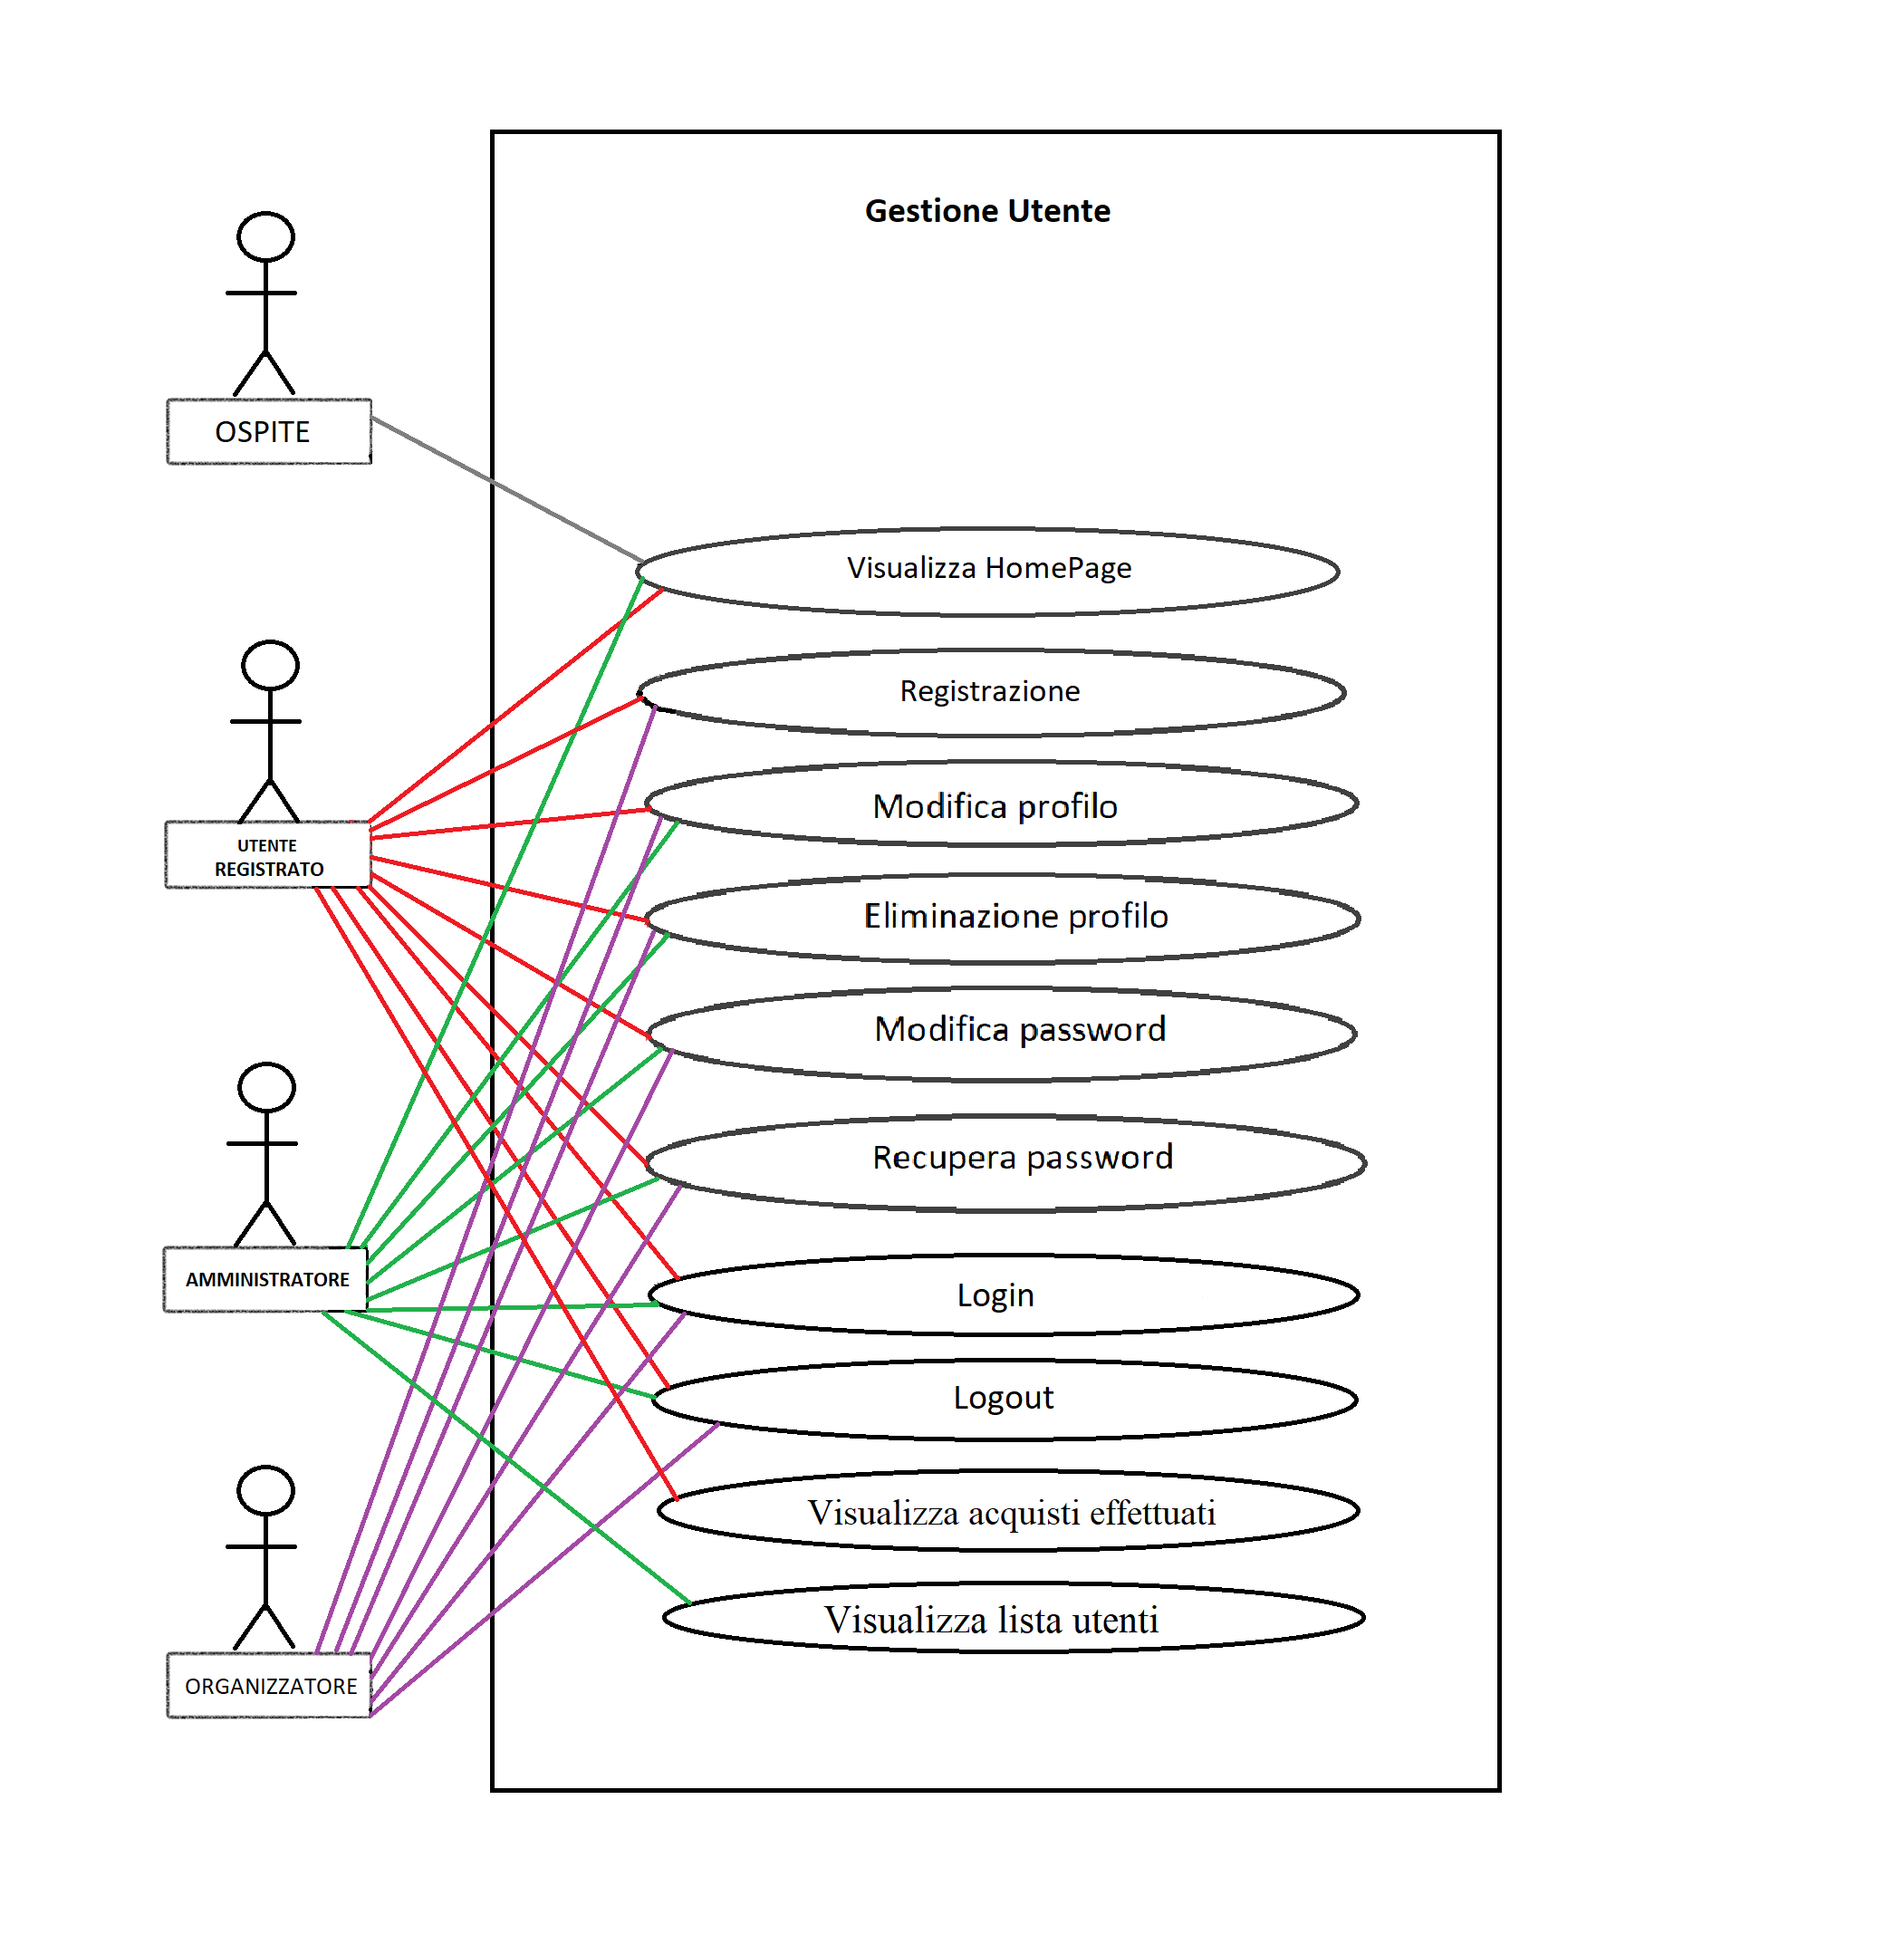 Gestione Utente
OSPITE
Visualizza HomePage
Registrazione
Modifica profilo
UTENTE
REGISTRATO
Eliminazione profilo
Modifica password
Recupera password
AMMINISTRATORE
Login
Logout
Visualizza acquisti effettuati
Visualizza lista utenti
ORGANIZZATORE